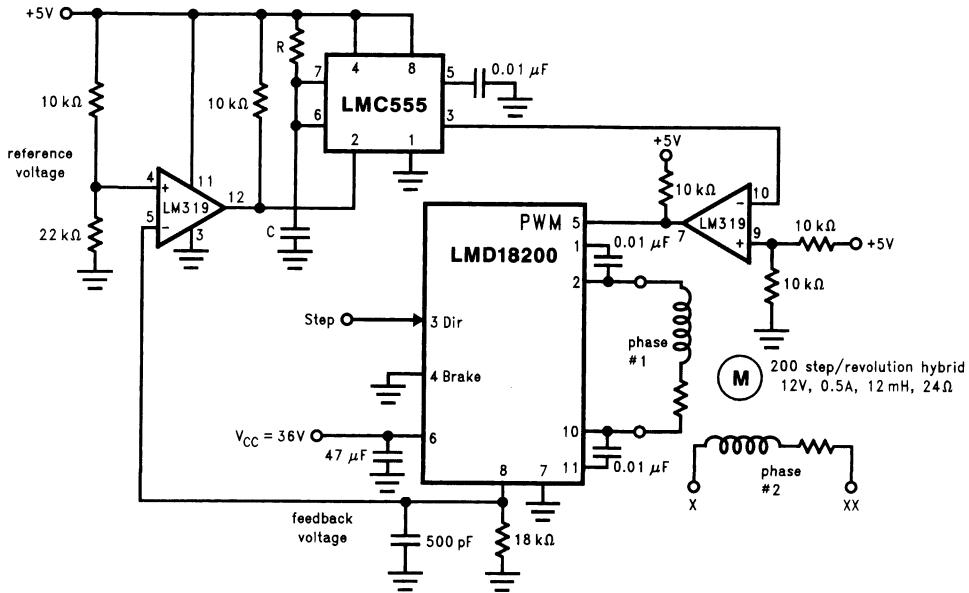 +5V
R
7
4
8
5
0.01 μF
LMC555
10 kΩ
10 kΩ
6
3
2
1
reference
voltage
4
+
11
LM319
12
5
−
3
22 kΩ
C
+5V
10 kΩ
10
−
LM319
7
9
+
10 kΩ
+5V
10 kΩ
PWM
5
1
0.01 μF
LMD18200
2
Step
3 Dir
phase
#1
4 Brake
M
200 step/revolution hybrid
12V, 0.5A, 12 mH, 24Ω
VCC = 36V
6
47 μF
10
11
0.01 μF
8
7
phase
#2
X
XX
feedback
voltage
500 pF
18 kΩ